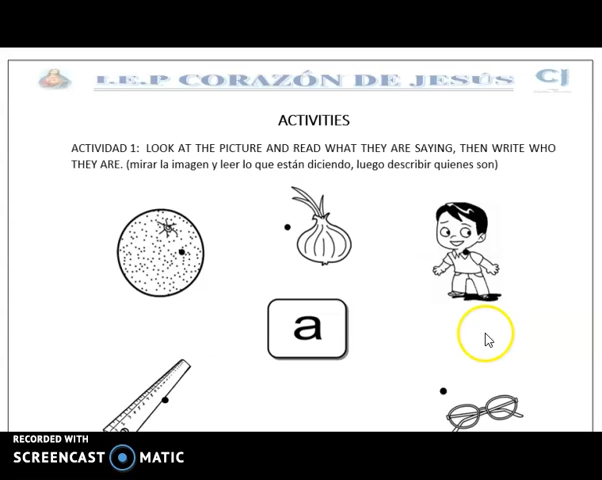 I.E.P CORAZÓN DE JESÚS
CJ
ACTIVITIES
ACTIVIDAD 1: LOOK AT THE PICTURE AND READ WHAT THEY ARE SAYING, THEN WRITE WHO
THEY ARE. (mirar la imagen y leer lo que están diciendo, luego describir quienes son)
a
RECORDED WITH
SCREENCAST MATIC